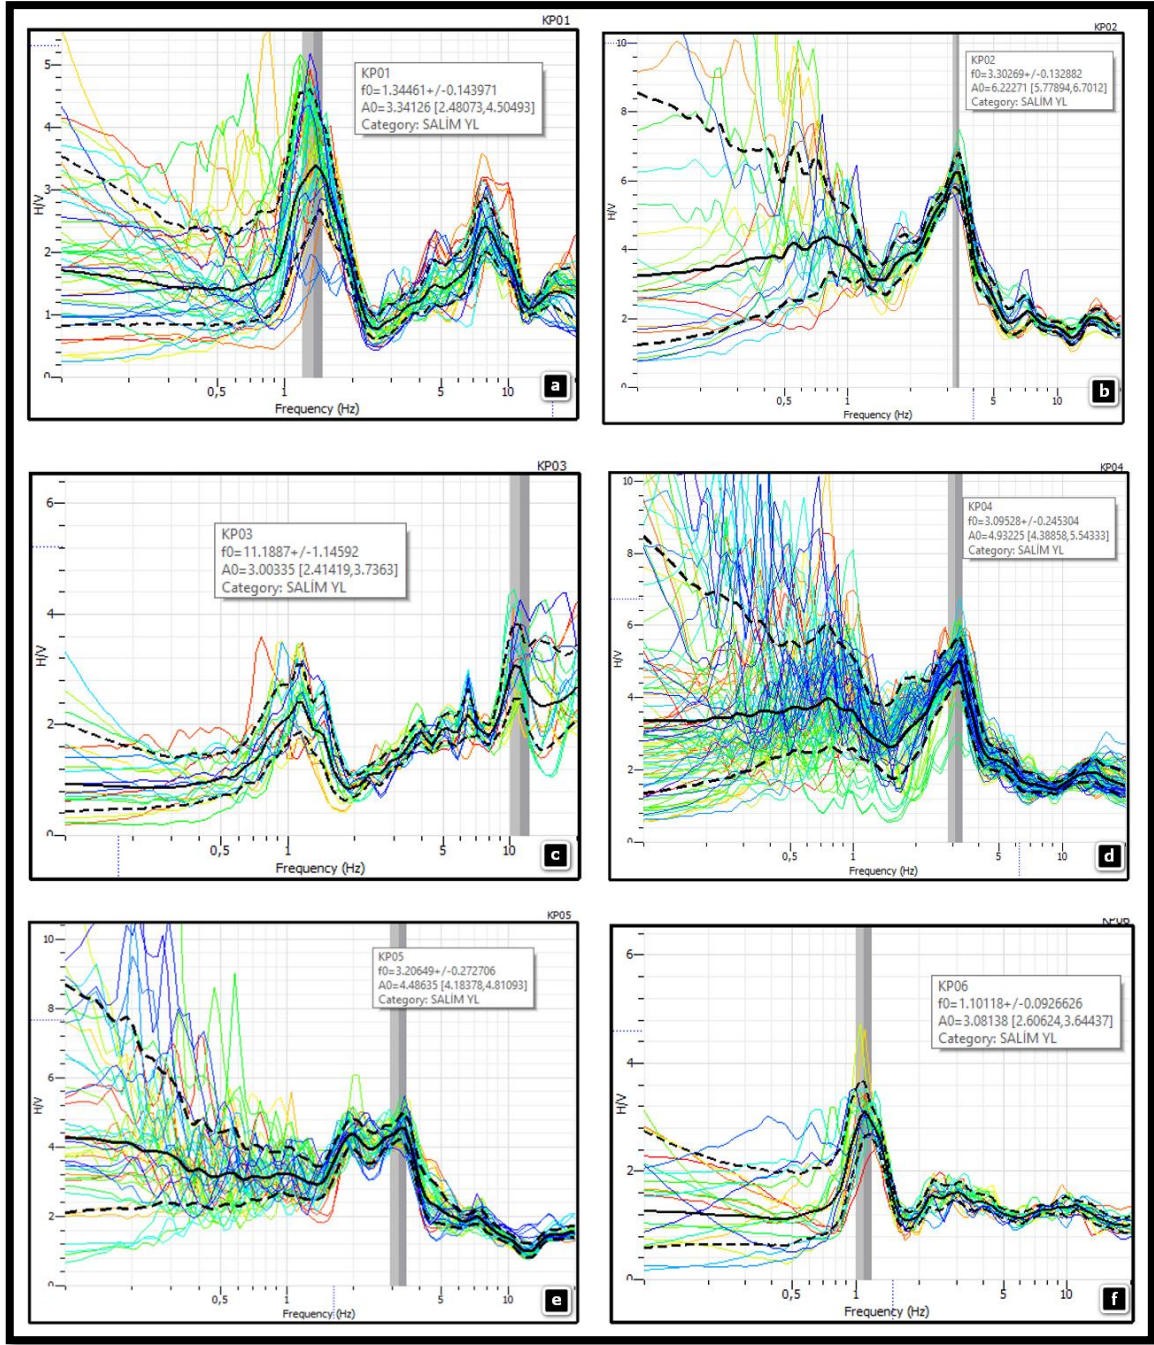 KP01
5
4
3
2
1
0
H/V
KP01
f0=1.34461+/-0.143971
A0=3.34126 [2.48073,4.50493]
Category: SALİM YL
0,5 1 5 10
Frequency (Hz)
a
KP02
10
8
6
4
2
0
H/V
KP02
f0=3.30269+/-0.132882
A0=6.22271 [5.77894,6.7012]
Category: SALİM YL
0,5 1 5 10
Frequency (Hz)
b
KP03
6
4
2
0
H/V
KP03
f0=11.1887+/-1.14592
A0=3.00335 [2.41419,3.7363]
Category: SALİM YL
0,5 1 5 10
Frequency (Hz)
c
KP04
10
8
6
4
2
0
H/V
KP04
f0=3.09528+/-0.245304
A0=4.93225 [4.38858,5.54333]
Category: SALİM YL
0,5 1 5 10
Frequency (Hz)
d
KP05
10
8
6
4
2
0
H/V
KP05
f0=3.20649+/-0.272706
A0=4.48635 [4.18378,4.81093]
Category: SALİM YL
0,5 1 5 10
Frequency (Hz)
e
KP06
6
4
2
0
H/V
KP06
f0=1.10118+/-0.0926626
A0=3.08138 [2.60624,3.64437]
Category: SALİM YL
0,5 1 5 10
Frequency (Hz)
f